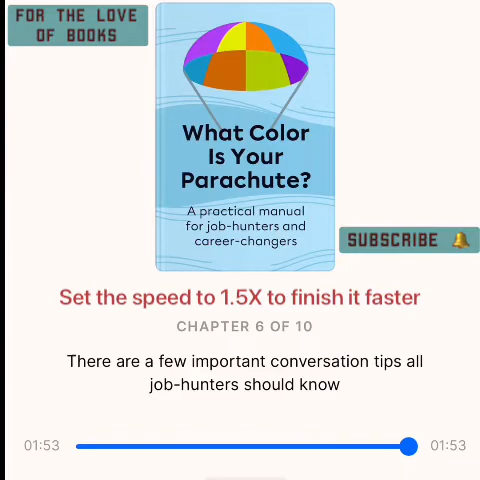 FOR THE LOVE
OF BOOKS
What Color
Is Your
Parachute?
A practical manual
for job-hunters and
career-changers
SUBSCRIBE 🔔
Set the speed to 1.5X to finish it faster
CHAPTER 6 OF 10
There are a few important conversation tips all
job-hunters should know
01:53
01:53